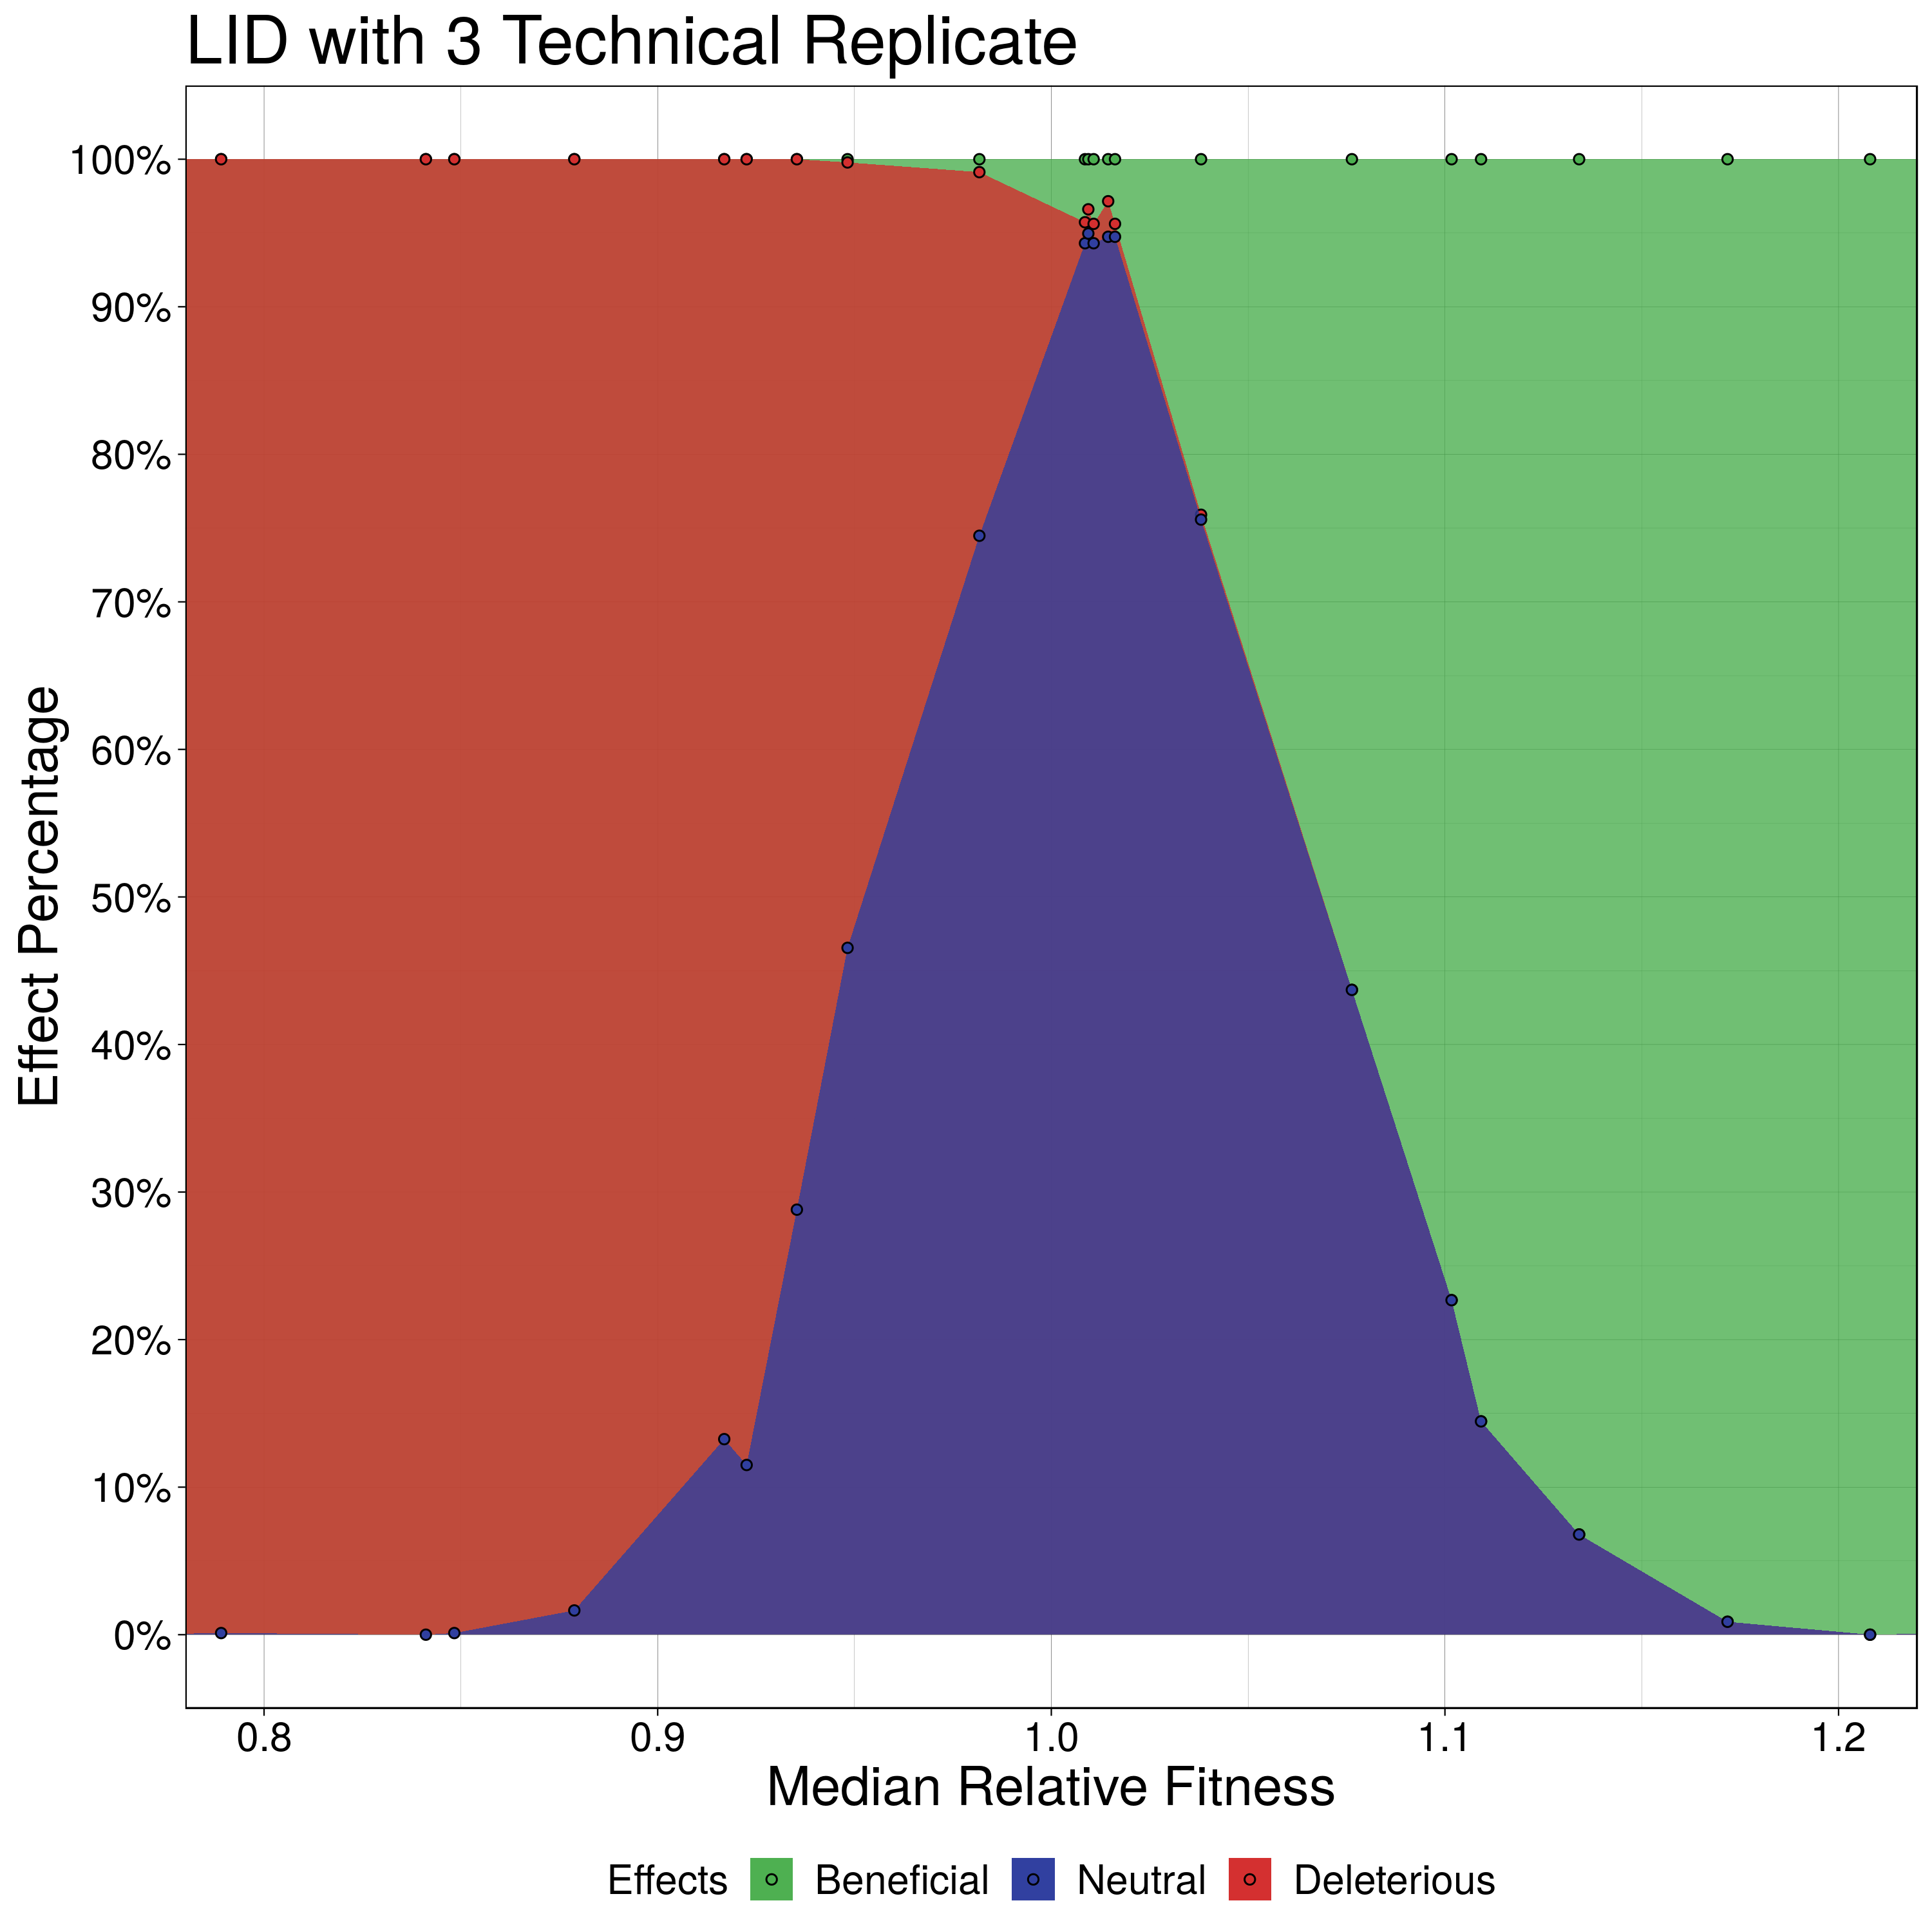 LID with 3 Technical Replicate
100%
90%
80%
70%
60%
50%
40%
30%
20%
10%
0%
Effect Percentage
0.8 0.9 1.0 1.1 1.2
Median Relative Fitness
Effects Beneficial Neutral Deleterious